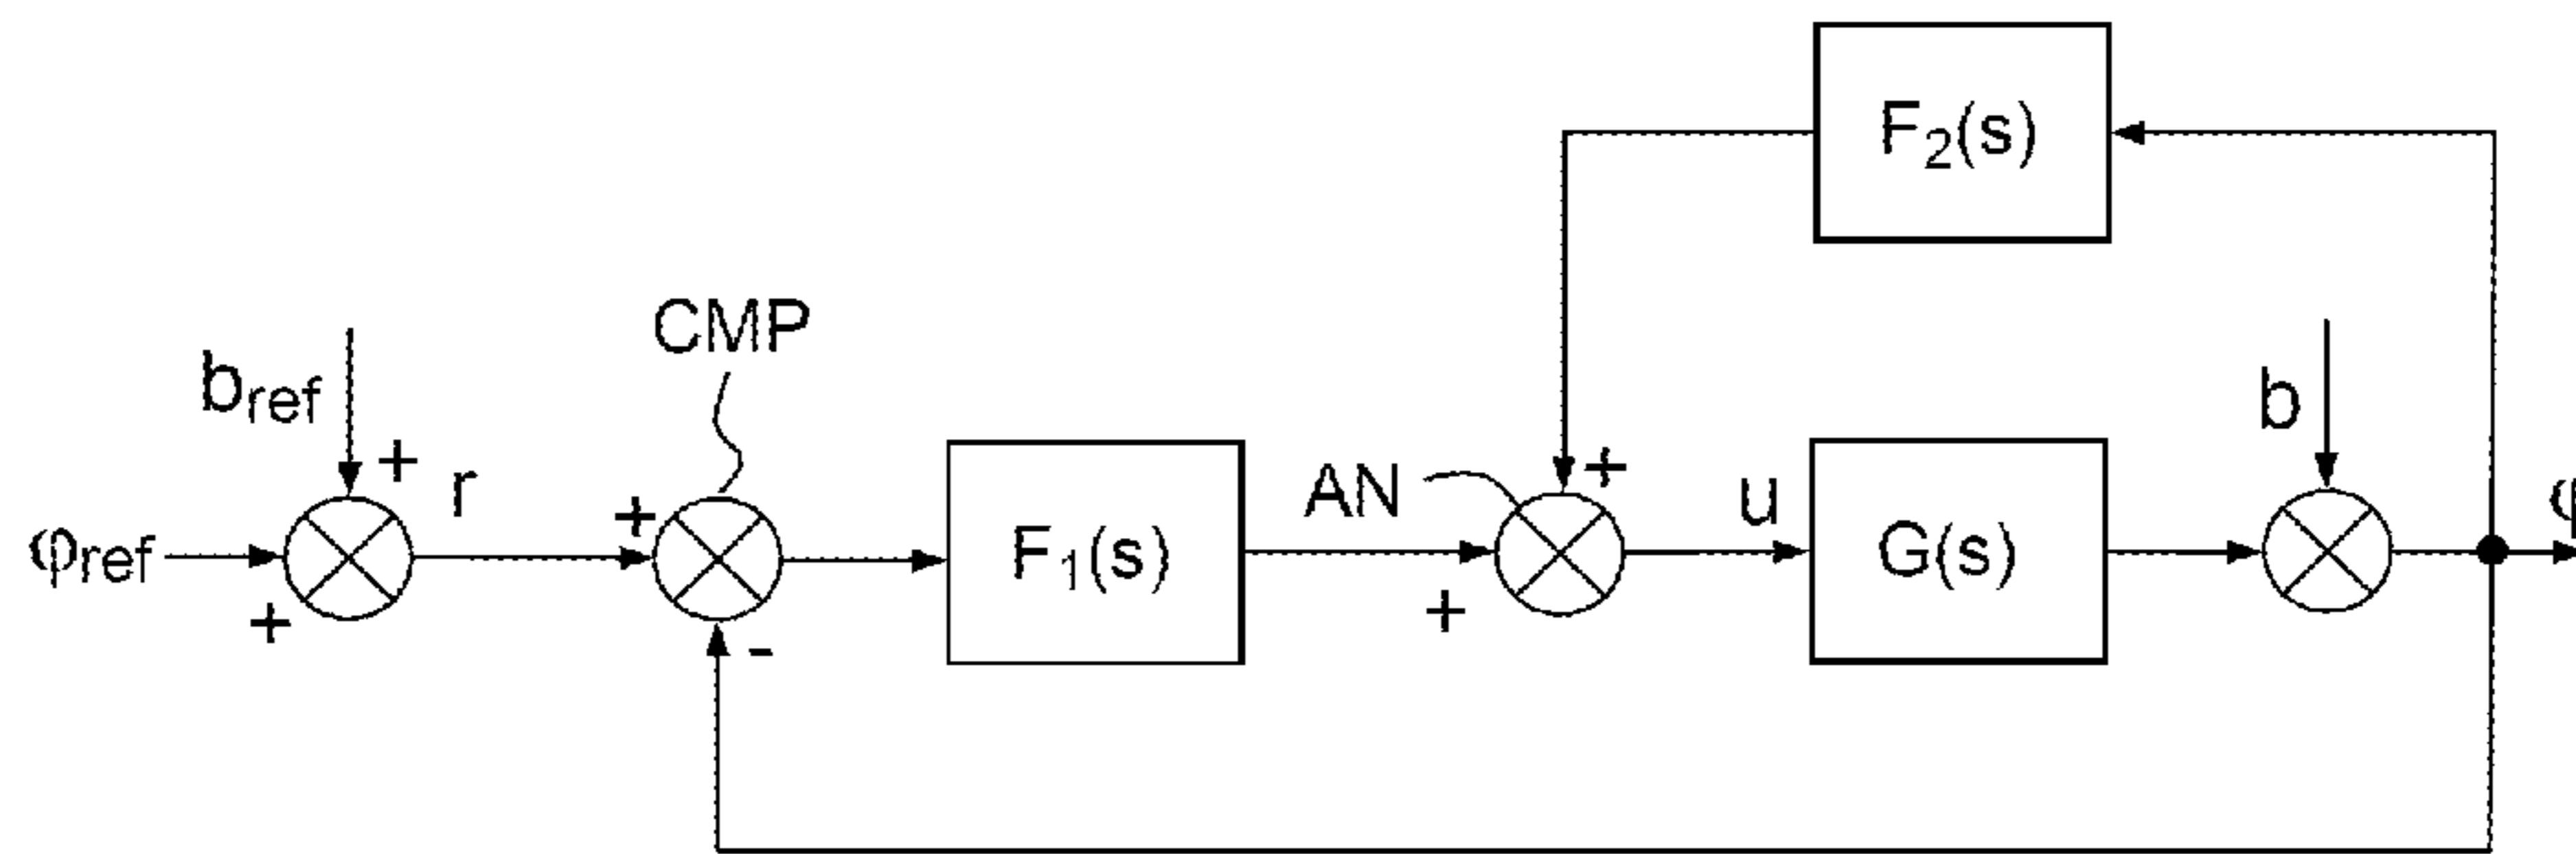 F₂(s)
CMP
b_ref
+
r
+
AN
+
u
b
φ_ref
+
-
F₁(s)
+
G(s)